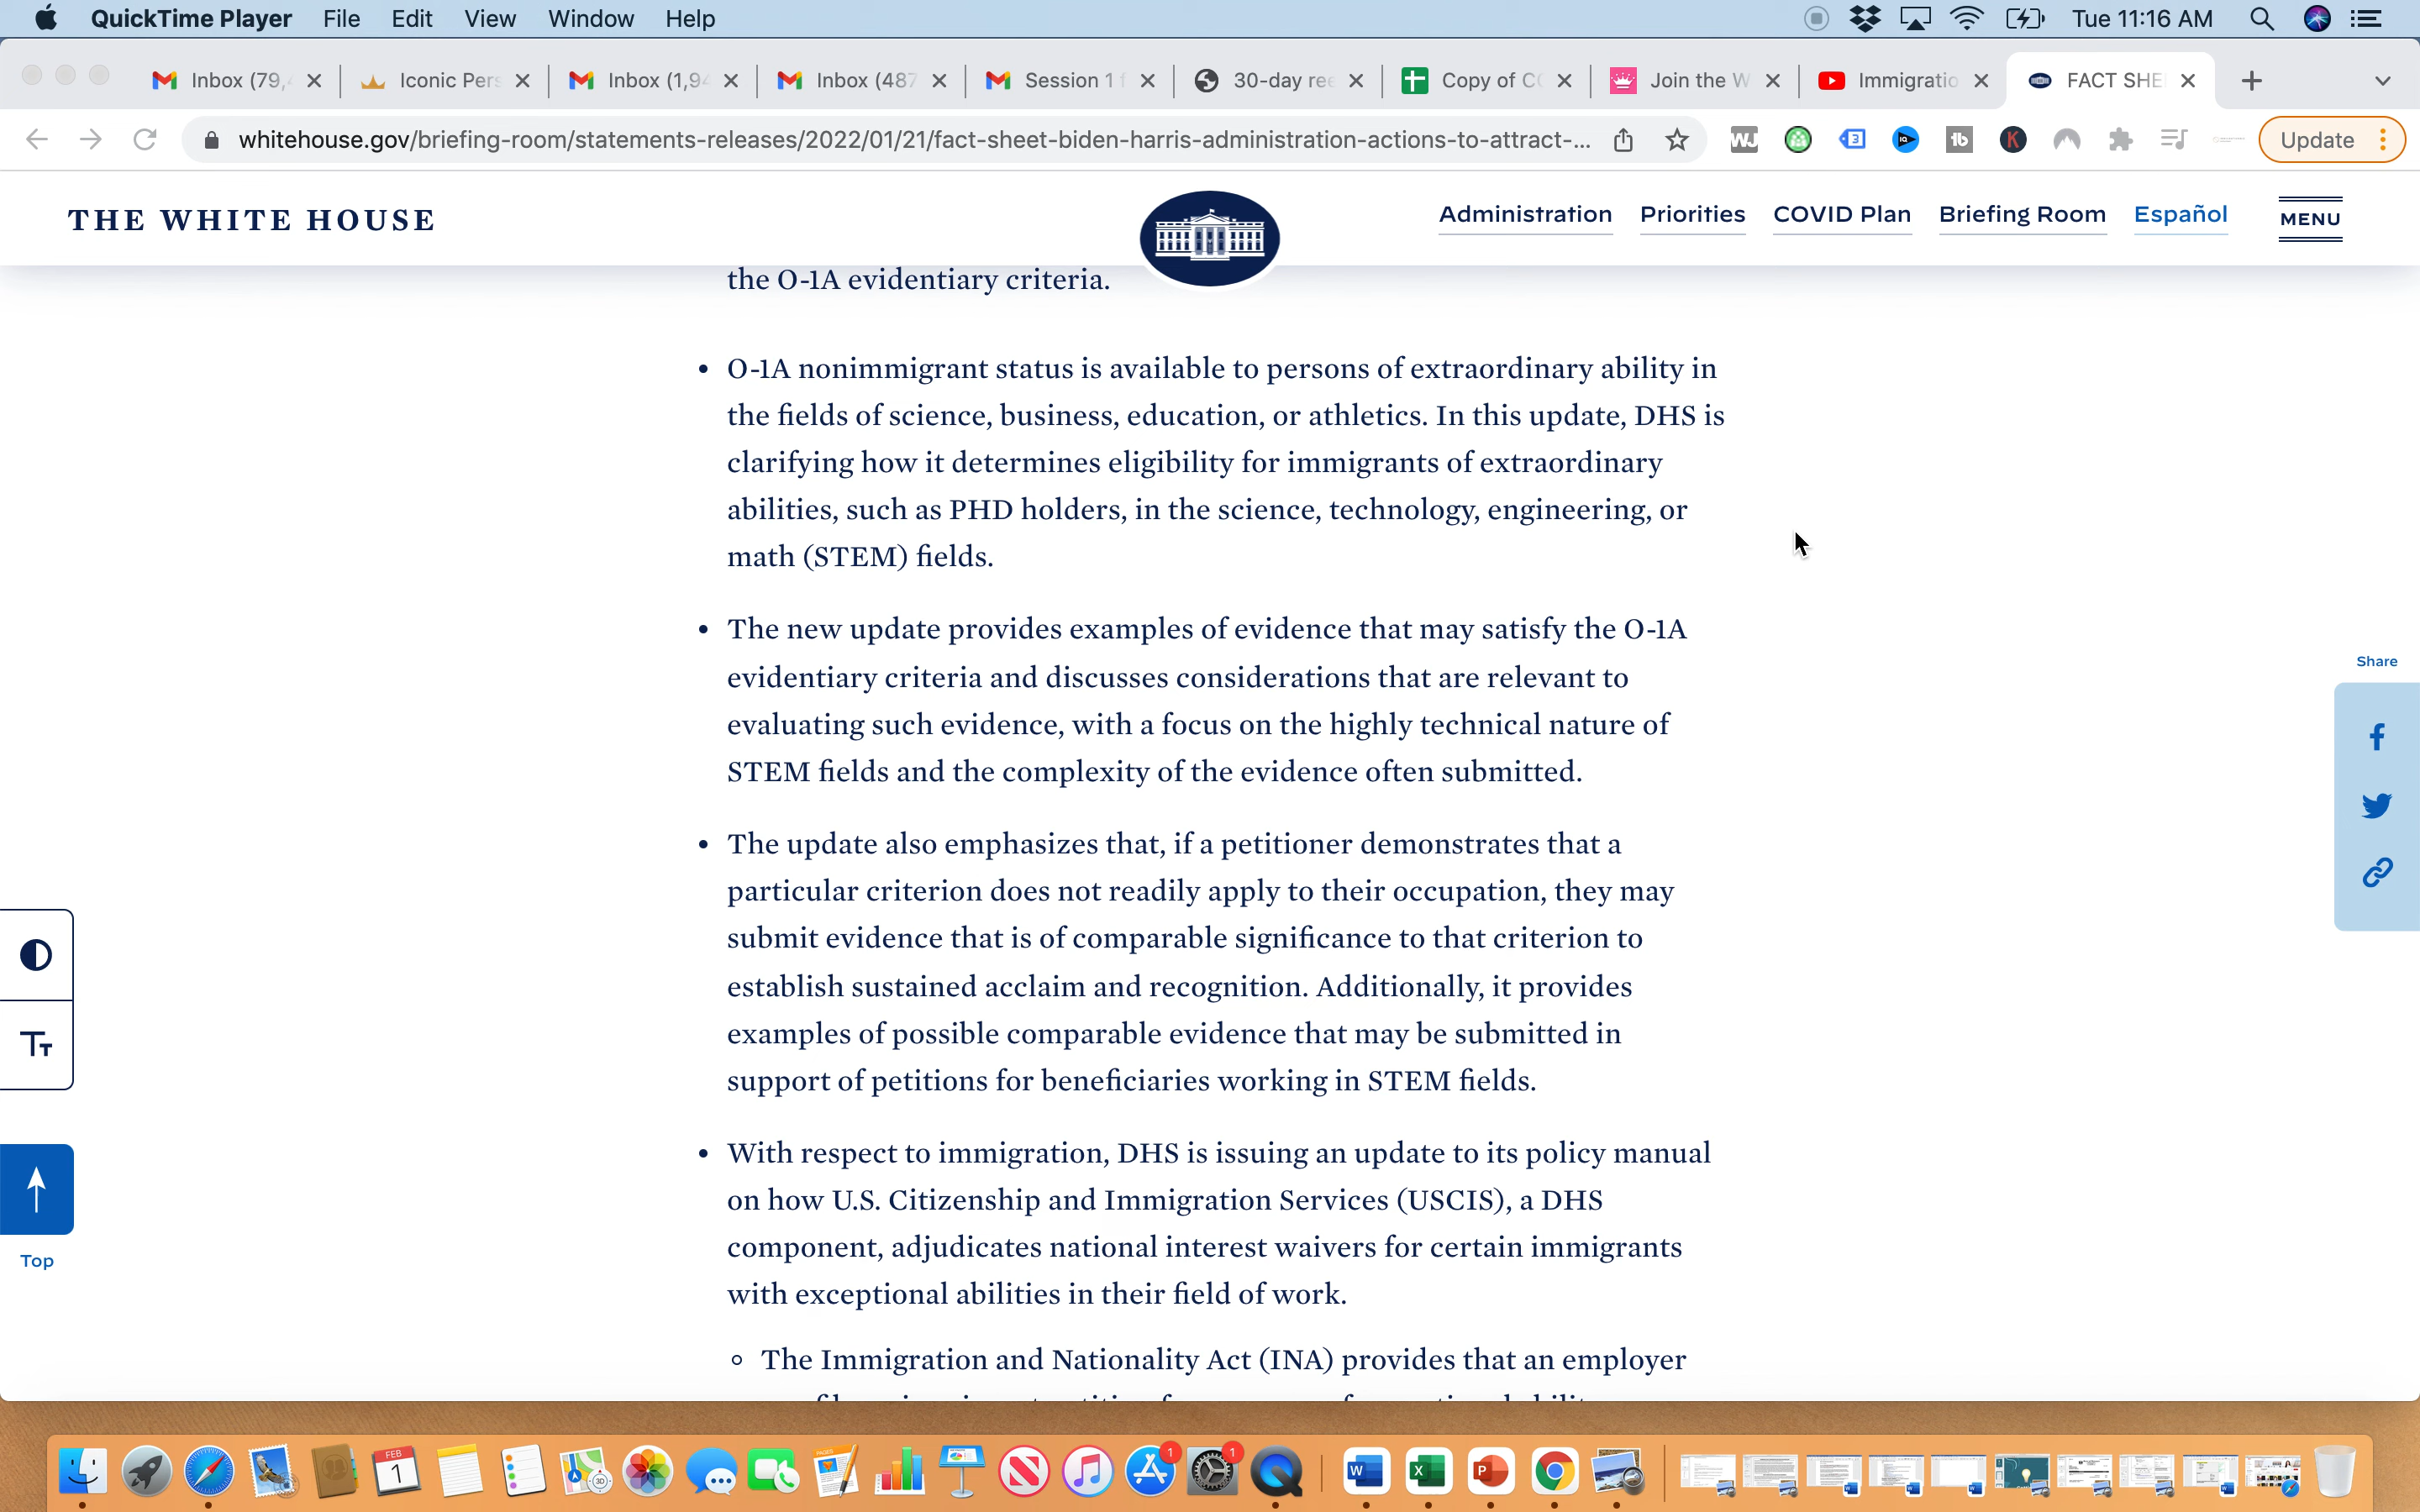 QuickTime Player File Edit View Window Help Tue 11:16 AM
Inbox (79, Iconic Pers Inbox (1,94 Inbox (487 Session 1 f 30-day ree Copy of CO Join the W Immigratio FACT SHE
whitehouse.gov/briefing-room/statements-releases/2022/01/21/fact-sheet-biden-harris-administration-actions-to-attract-... Update
THE WHITE HOUSE Administration Priorities COVID Plan Briefing Room Español MENU
the O-1A evidentiary criteria.
• O-1A nonimmigrant status is available to persons of extraordinary ability in
the fields of science, business, education, or athletics. In this update, DHS is
clarifying how it determines eligibility for immigrants of extraordinary
abilities, such as PHD holders, in the science, technology, engineering, or
math (STEM) fields.
• The new update provides examples of evidence that may satisfy the O-1A
evidentiary criteria and discusses considerations that are relevant to
evaluating such evidence, with a focus on the highly technical nature of
STEM fields and the complexity of the evidence often submitted.
• The update also emphasizes that, if a petitioner demonstrates that a
particular criterion does not readily apply to their occupation, they may
submit evidence that is of comparable significance to that criterion to
establish sustained acclaim and recognition. Additionally, it provides
examples of possible comparable evidence that may be submitted in
support of petitions for beneficiaries working in STEM fields.
• With respect to immigration, DHS is issuing an update to its policy manual
on how U.S. Citizenship and Immigration Services (USCIS), a DHS
component, adjudicates national interest waivers for certain immigrants
with exceptional abilities in their field of work.
◦ The Immigration and Nationality Act (INA) provides that an employer
Share
Tт
Top
FEB
1
1
1